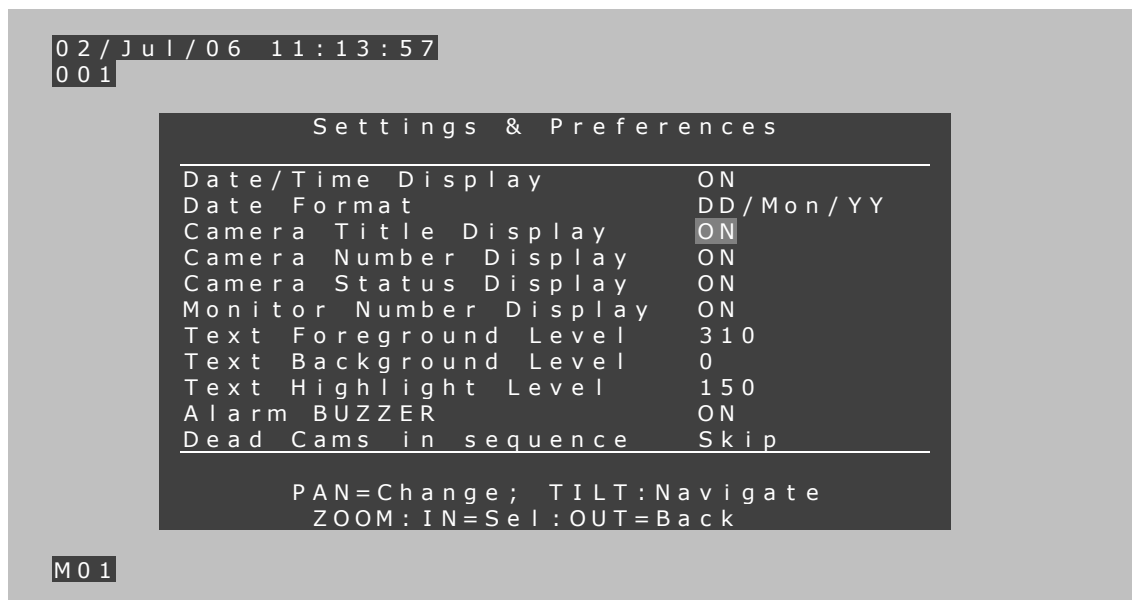 02/Jul/06 11:13:57
001
Settings & Preferences
Date/Time Display ON
Date Format DD/Mon/YY
Camera Title Display ON
Camera Number Display ON
Camera Status Display ON
Monitor Number Display ON
Text Foreground Level 310
Text Background Level 0
Text Highlight Level 150
Alarm BUZZER ON
Dead Cams in sequence Skip
PAN=Change; TILT:Navigate
ZOOM:IN=Sel:OUT=Back
M01